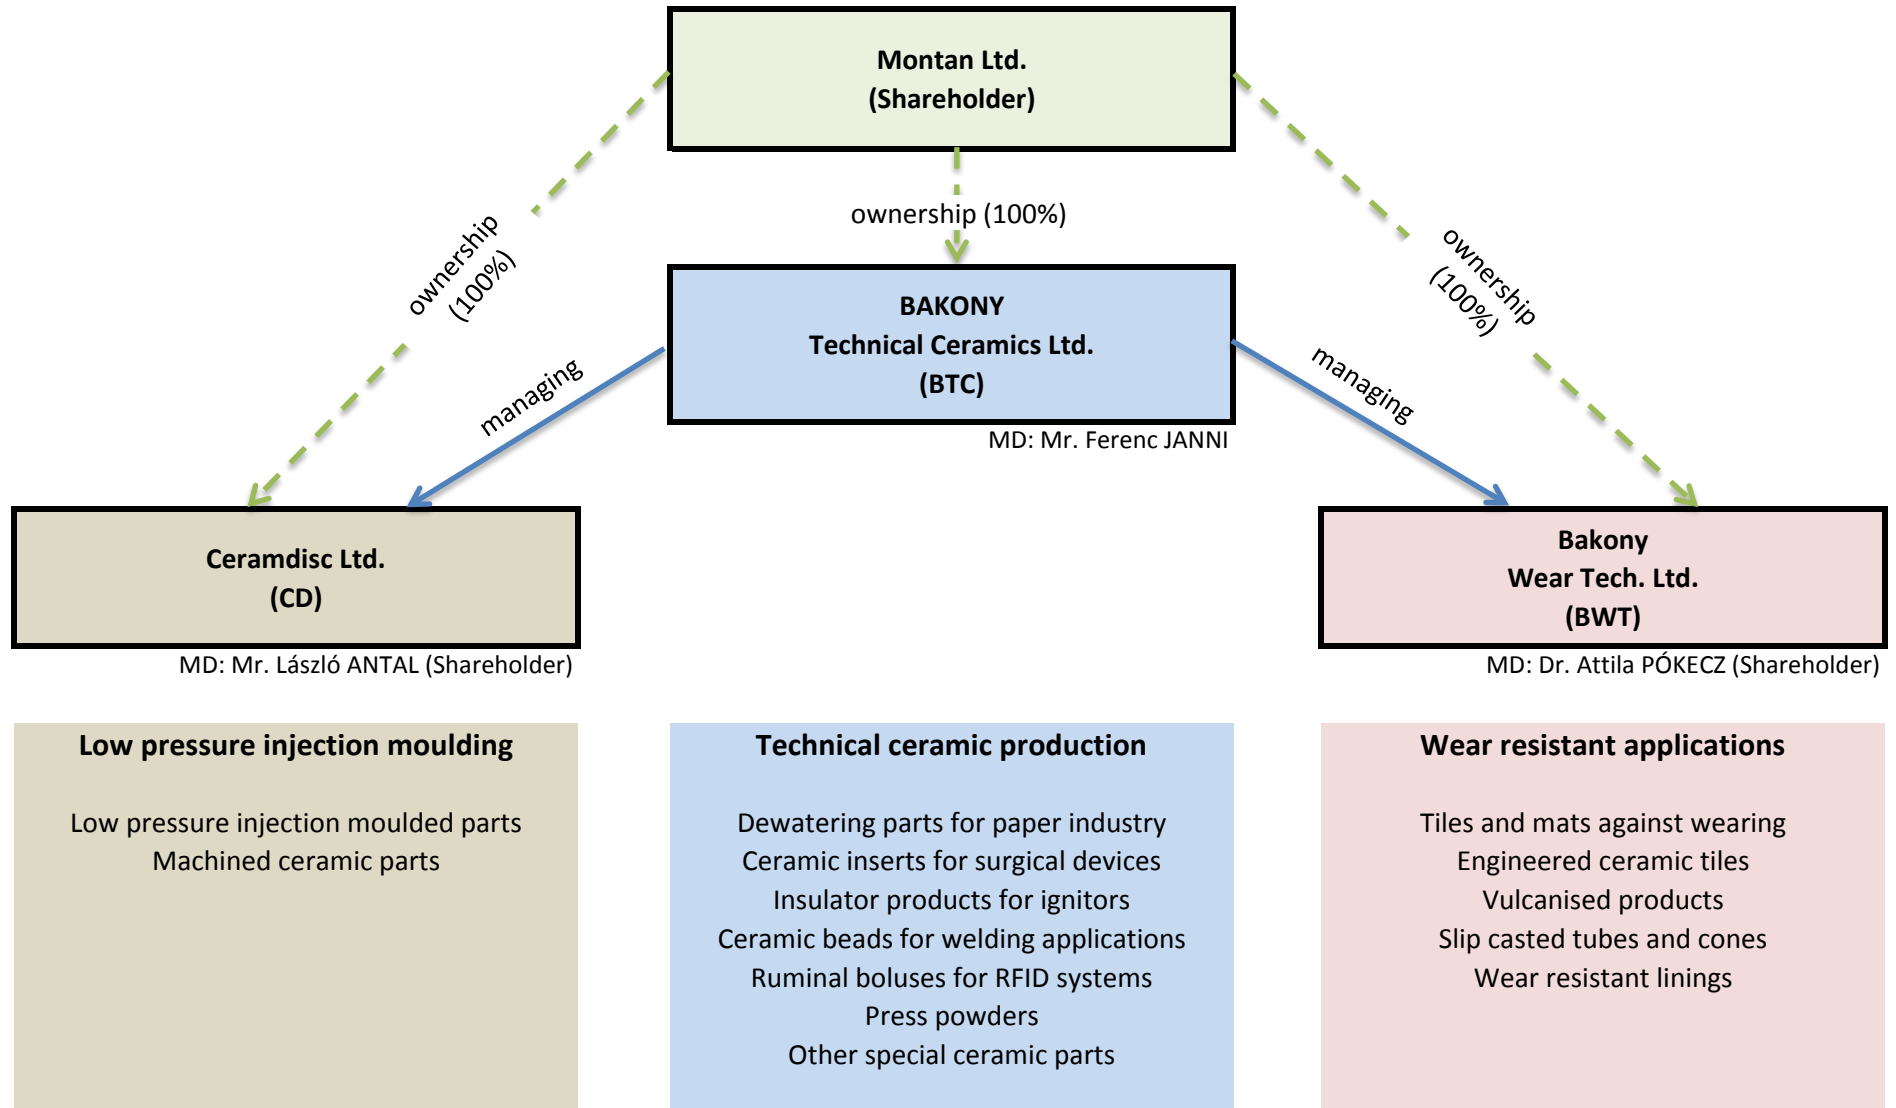 Montan Ltd.
(Shareholder)
ownership
(100%)
ownership (100%)
ownership
(100%)
BAKONY
Technical Ceramics Ltd.
(BTC)
MD: Mr. Ferenc JANNI
managing
managing
Ceramdisc Ltd.
(CD)
MD: Mr. László ANTAL (Shareholder)
Bakony
Wear Tech. Ltd.
(BWT)
MD: Dr. Attila PÓKECZ (Shareholder)
Low pressure injection moulding
Low pressure injection moulded parts
Machined ceramic parts
Technical ceramic production
Dewatering parts for paper industry
Ceramic inserts for surgical devices
Insulator products for ignitors
Ceramic beads for welding applications
Ruminal boluses for RFID systems
Press powders
Other special ceramic parts
Wear resistant applications
Tiles and mats against wearing
Engineered ceramic tiles
Vulcanised products
Slip casted tubes and cones
Wear resistant linings